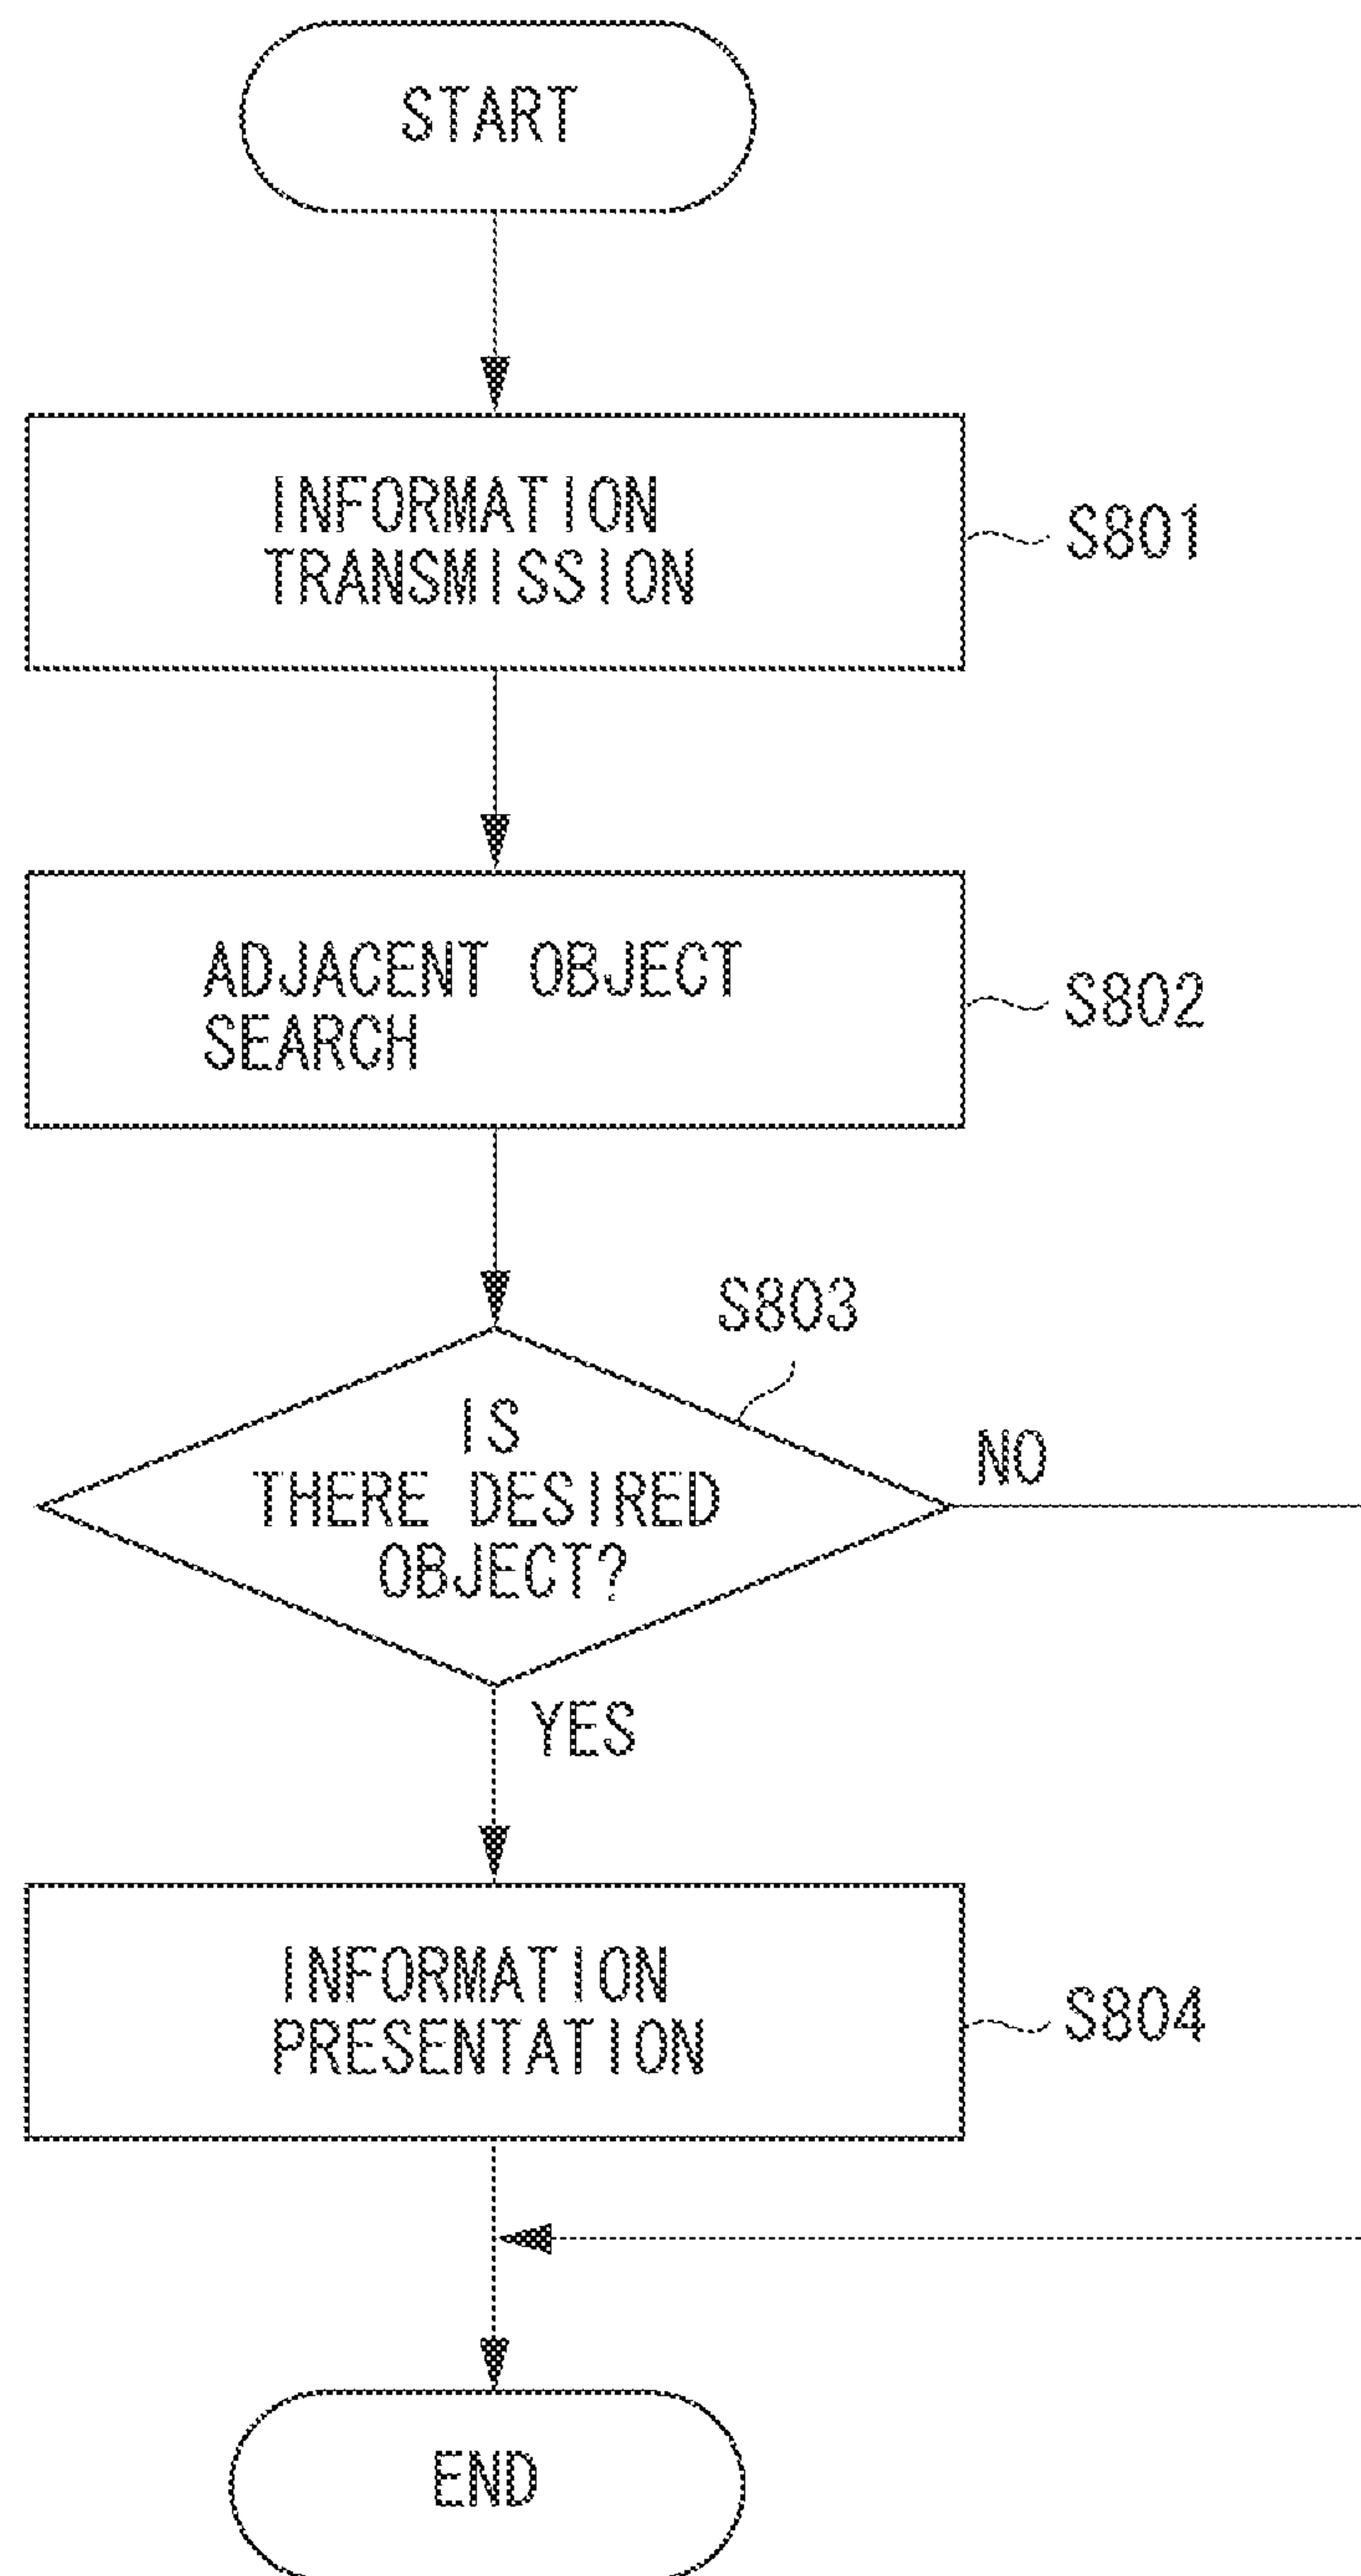 START
INFORMATION
TRANSMISSION
S801
ADJACENT OBJECT
SEARCH
S802
S803
IS
THERE DESIRED
OBJECT?
NO
YES
INFORMATION
PRESENTATION
S804
END